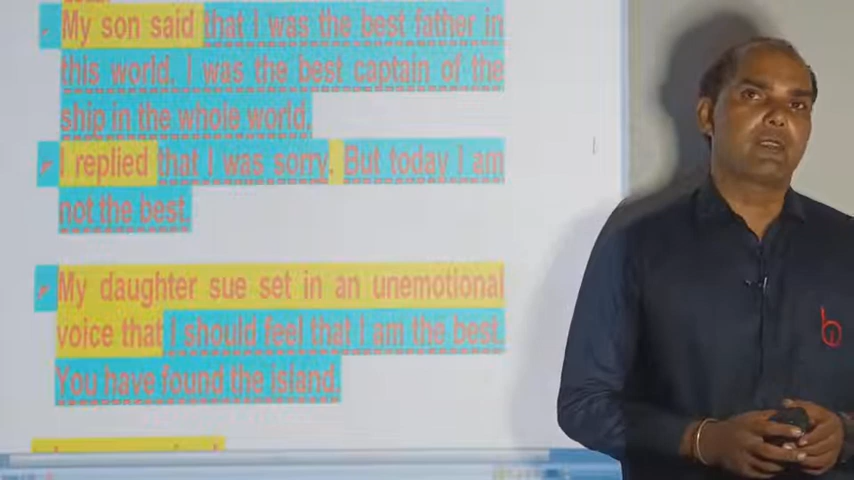 My son said that I was the best father in
this world. I was the best captain of the
ship in the whole world.
I replied that I was sorry. But today I am
not the best.
My daughter sue set in an unemotional
voice that I should feel that I am the best.
You have found the island.